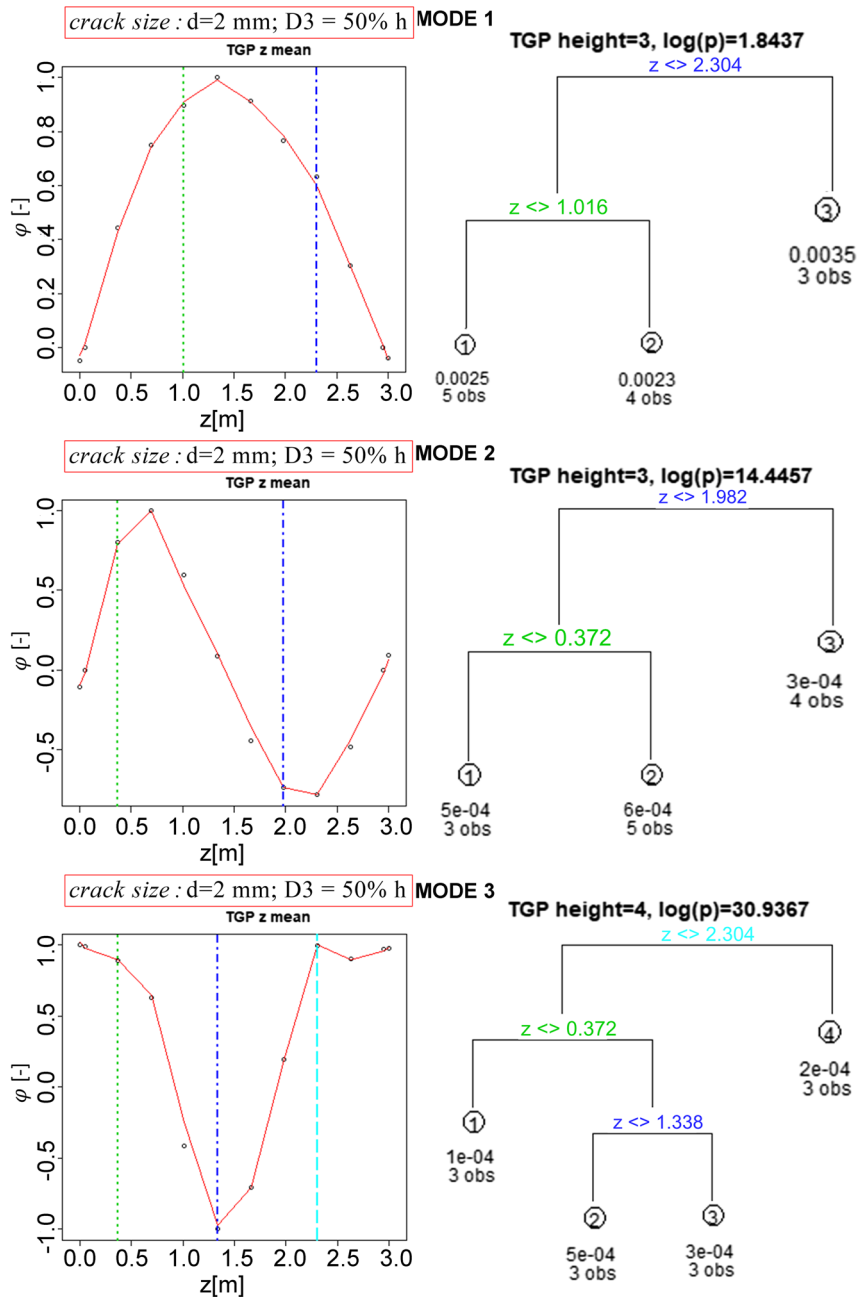 crack size : d=2 mm; D3 = 50% h MODE 1
TGP z mean
φ [-]
1.0
0.8
0.6
0.4
0.2
0.0
0.0 0.5 1.0 1.5 2.0 2.5 3.0
z[m]
TGP height=3, log(p)=1.8437
z <> 2.304
z <> 1.016
3
0.0035
3 obs
1
0.0025
5 obs
2
0.0023
4 obs
crack size : d=2 mm; D3 = 50% h MODE 2
TGP z mean
φ [-]
1.0
0.5
0.0
-0.5
0.0 0.5 1.0 1.5 2.0 2.5 3.0
z[m]
TGP height=3, log(p)=14.4457
z <> 1.982
z <> 0.372
3
3e-04
4 obs
1
5e-04
3 obs
2
6e-04
5 obs
crack size : d=2 mm; D3 = 50% h MODE 3
TGP z mean
φ [-]
1.0
0.5
0.0
-0.5
-1.0
0.0 0.5 1.0 1.5 2.0 2.5 3.0
z[m]
TGP height=4, log(p)=30.9367
z <> 2.304
z <> 0.372
4
2e-04
3 obs
1
1e-04
3 obs
z <> 1.338
2
5e-04
3 obs
3
3e-04
3 obs